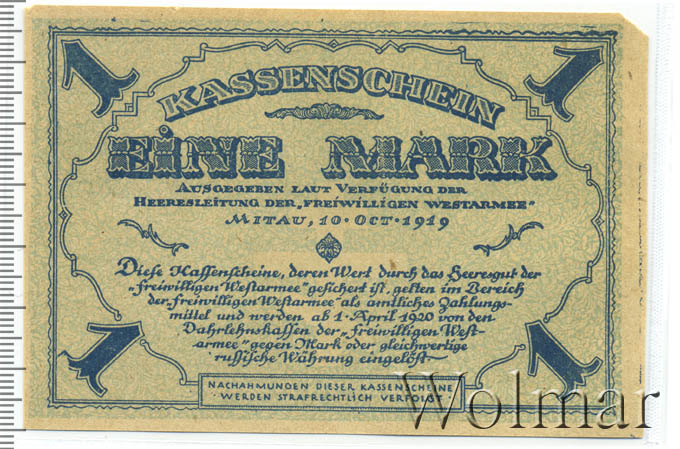 1 1
KASSENSCHEIN
EINE MARK
AUSGEGEBEN LAUT VERFÜGUNG DER
HEERESLEITUNG DER „FREIWILLIGEN WESTARMEE"
MITAU, 10·OCT·1919
Diese Kassenscheine, deren Wert durch das Heeresgut der
„freiwilligen Westarmee" gesichert ist, gelten im Bereich
der „freiwilligen Westarmee" als amtliches Zahlungs-
mittel und werden ab 1·April 1920 von den
Dahrlehnskassen der „freiwilligen West-
armee" gegen Mark oder gleichwertige
russische Währung eingelöst
1 1
NACHAHMUNGEN DIESER KASSENSCHEINE
WERDEN STRAFRECHTLICH VERFOLGT·
Wolmar